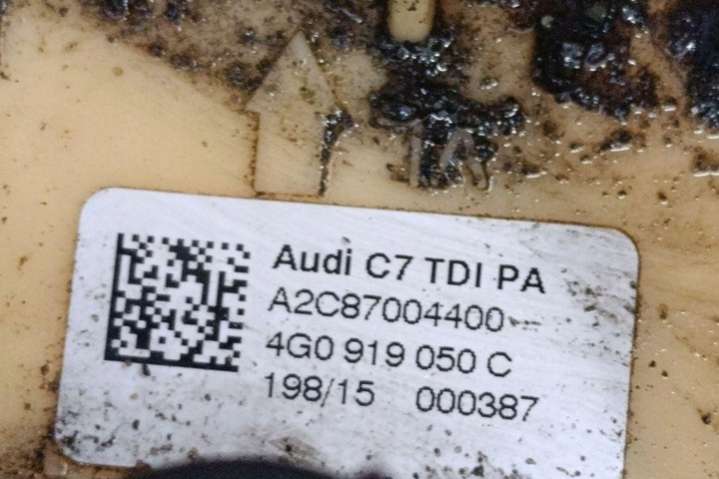 Audi C7 TDI PA
A2C87004400
4G0 919 050 C
198/15 000387